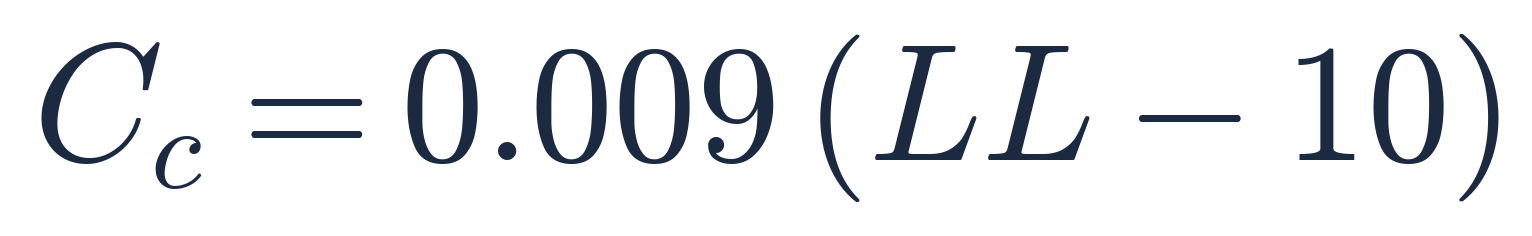 C_c = 0.009 (LL − 10)